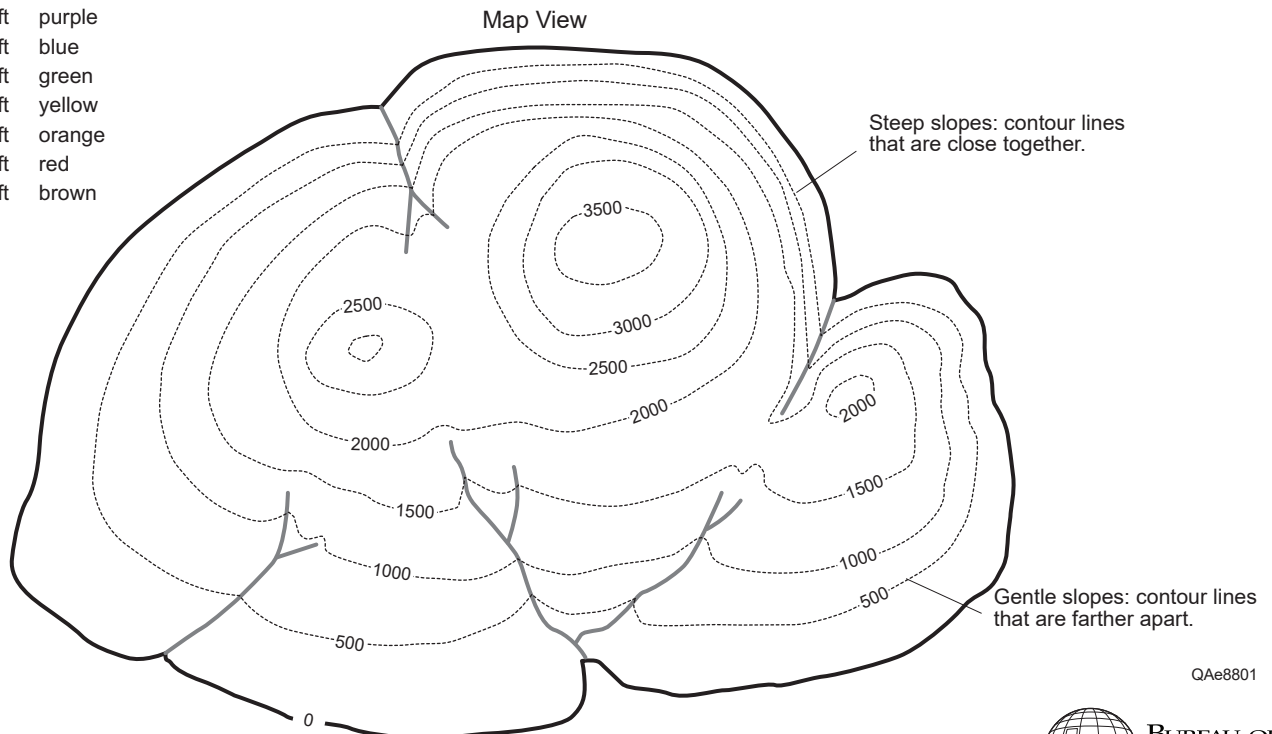 ft purple
ft blue
ft green
ft yellow
ft orange
ft red
ft brown
Map View
Steep slopes: contour lines
that are close together.
3500
2500
3000
2500
2000
2000
2000
1500
1500
1000
1000
500
500
Gentle slopes: contour lines
that are farther apart.
QAe8801
0